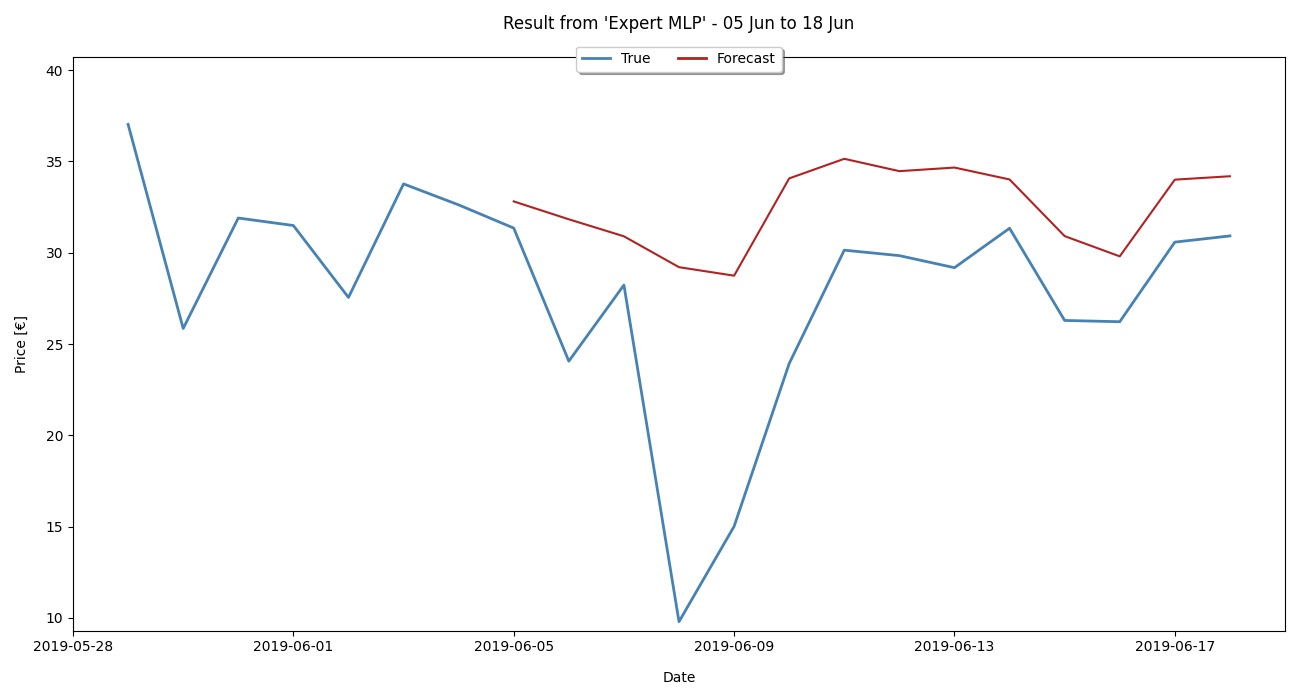 Result from 'Expert MLP' - 05 Jun to 18 Jun
True Forecast
40
35
30
25
20
15
10
Price [€]
2019-05-28 2019-06-01 2019-06-05 2019-06-09 2019-06-13 2019-06-17
Date